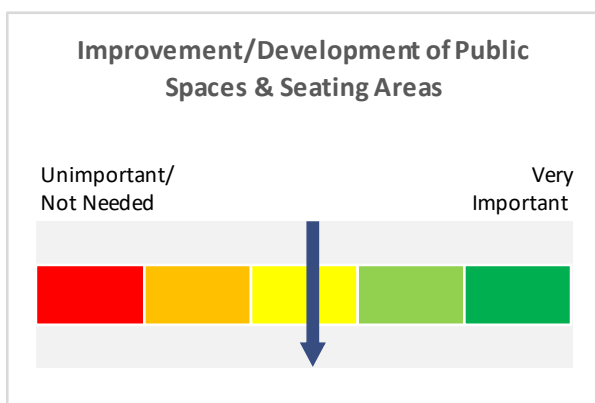 Improvement/Development of Public
Spaces & Seating Areas
Unimportant/
Not Needed
Very
Important